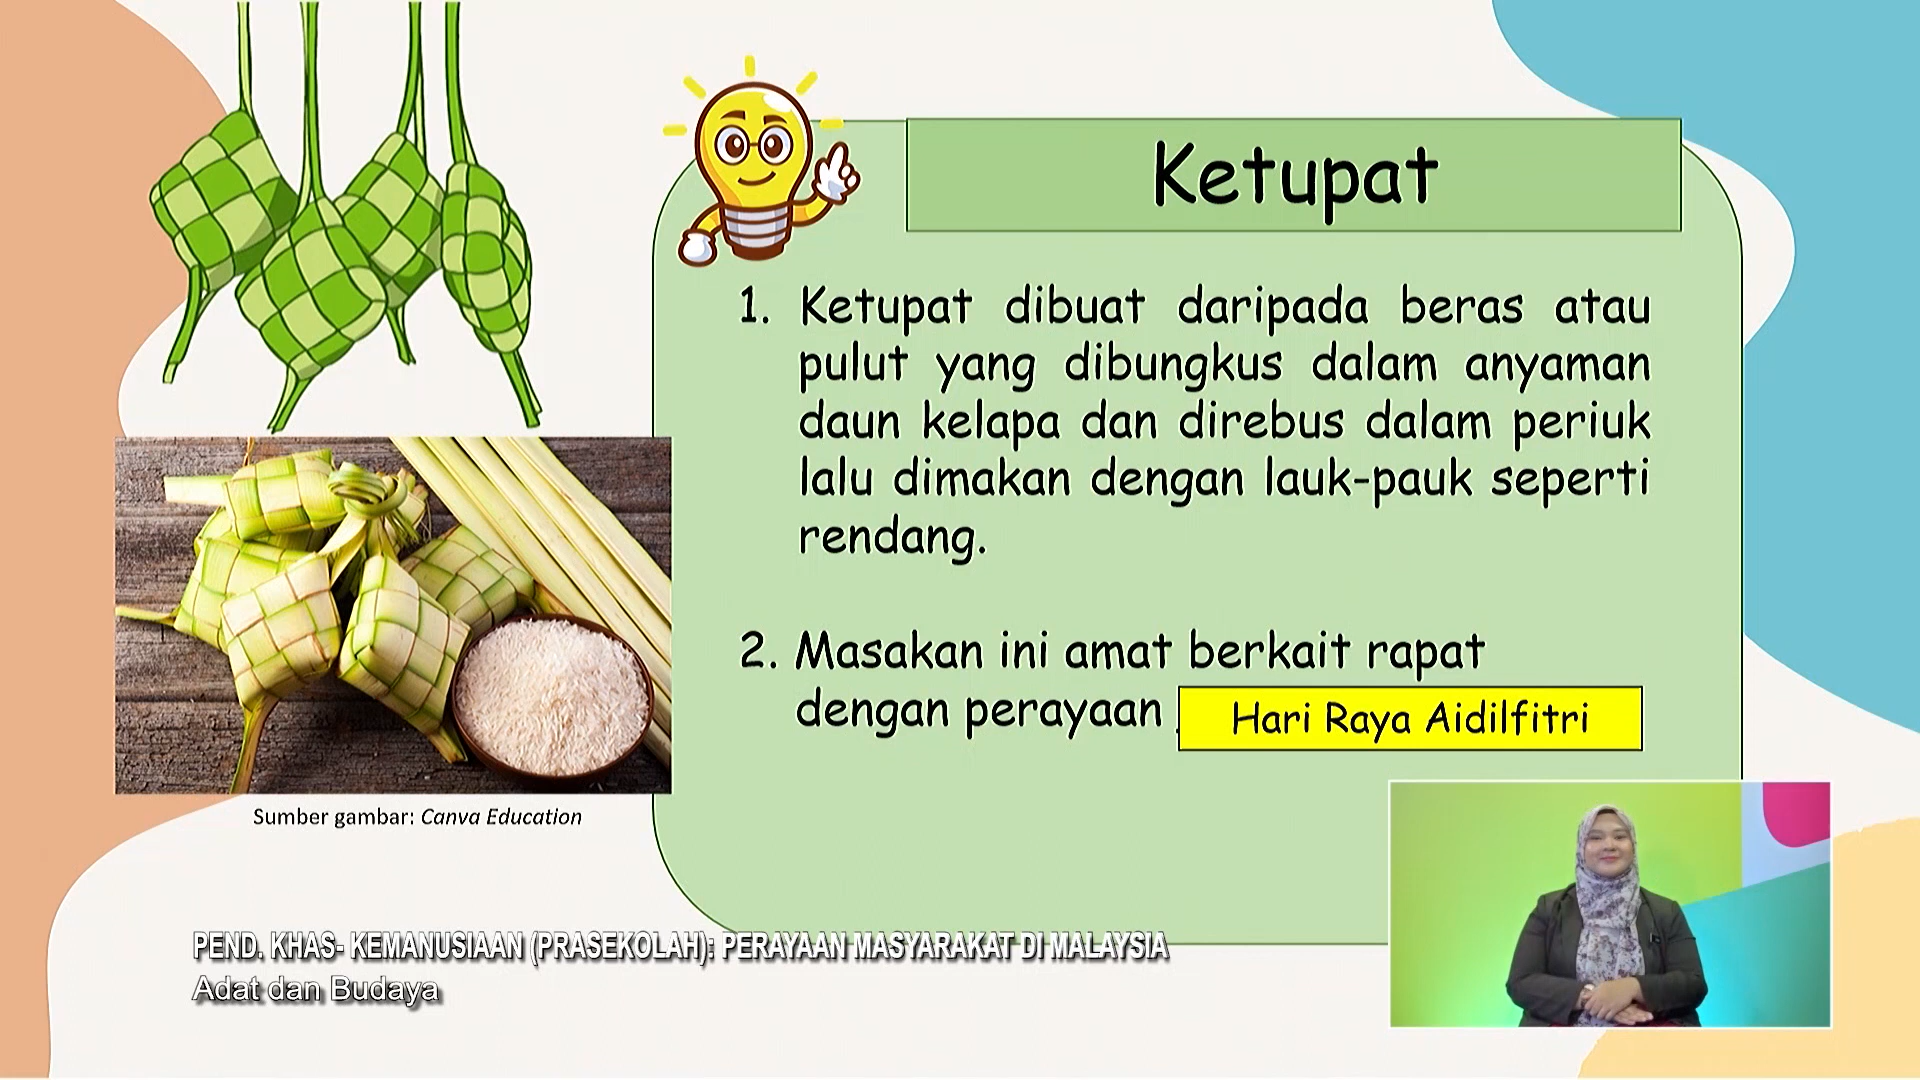 Ketupat
1. Ketupat dibuat daripada beras atau
pulut yang dibungkus dalam anyaman
daun kelapa dan direbus dalam periuk
lalu dimakan dengan lauk-pauk seperti
rendang.
2. Masakan ini amat berkait rapat
dengan perayaan Hari Raya Aidilfitri
Sumber gambar: Canva Education
PEND. KHAS- KEMANUSIAAN (PRASEKOLAH): PERAYAAN MASYARAKAT DI MALAYSIA
Adat dan Budaya